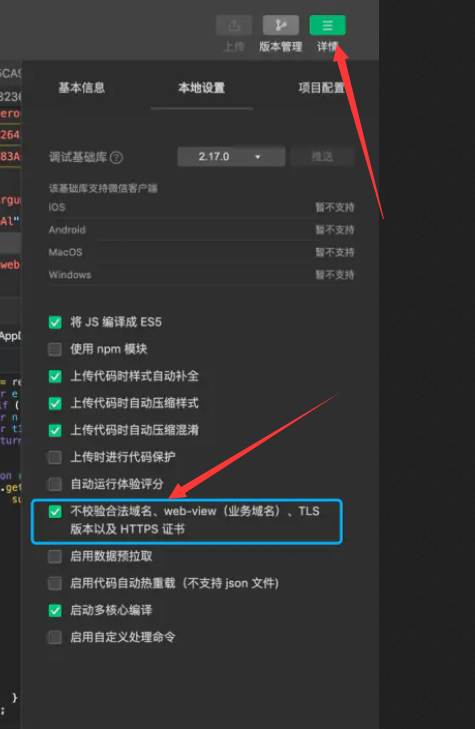 上传 版本管理 详情
基本信息 本地设置 项目配置
调试基础库 ? 2.17.0 推送
该基础库支持微信客户端
iOS 暂不支持
Android 暂不支持
MacOS 暂不支持
Windows 暂不支持
将 JS 编译成 ES5
使用 npm 模块
上传代码时样式自动补全
上传代码时自动压缩样式
上传代码时自动压缩混淆
上传时进行代码保护
自动运行体验评分
不校验合法域名、web-view（业务域名）、TLS
版本以及 HTTPS 证书
启用数据预拉取
启用代码自动热重载（不支持 json 文件）
启动多核心编译
启用自定义处理命令